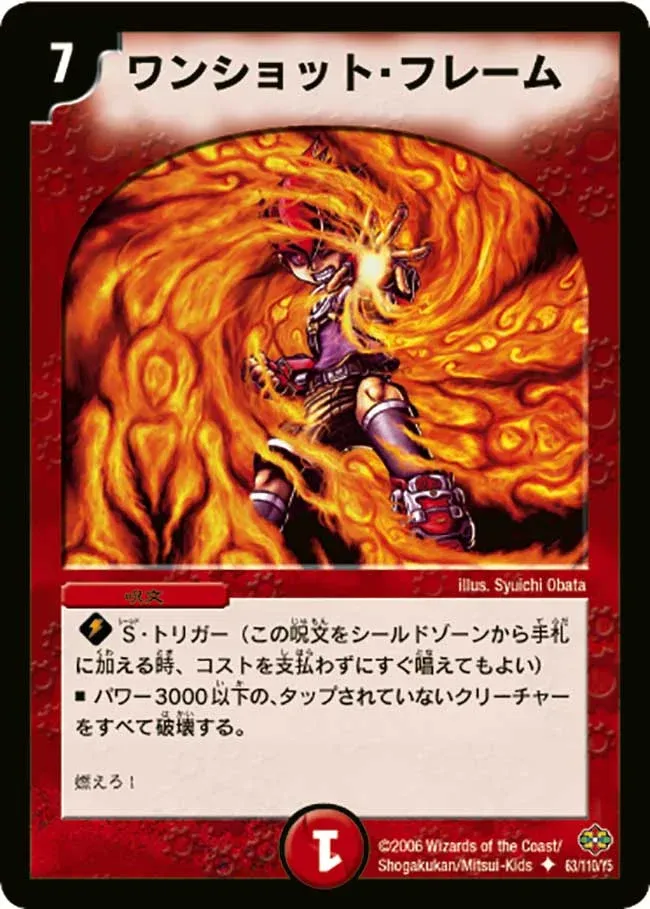 7
ワンショット・フレーム
illus. Syuichi Obata
呪文
S・トリガー（この呪文をシールドゾーンから手札
に加える時、コストを支払わずにすぐ唱えてもよい）
■ パワー3000以下の、タップされていないクリーチャー
をすべて破壊する。
燃えろ！
1
©2006 Wizards of the Coast/
Shogakukan/Mitsui-Kids ♦ 63/110/Y5